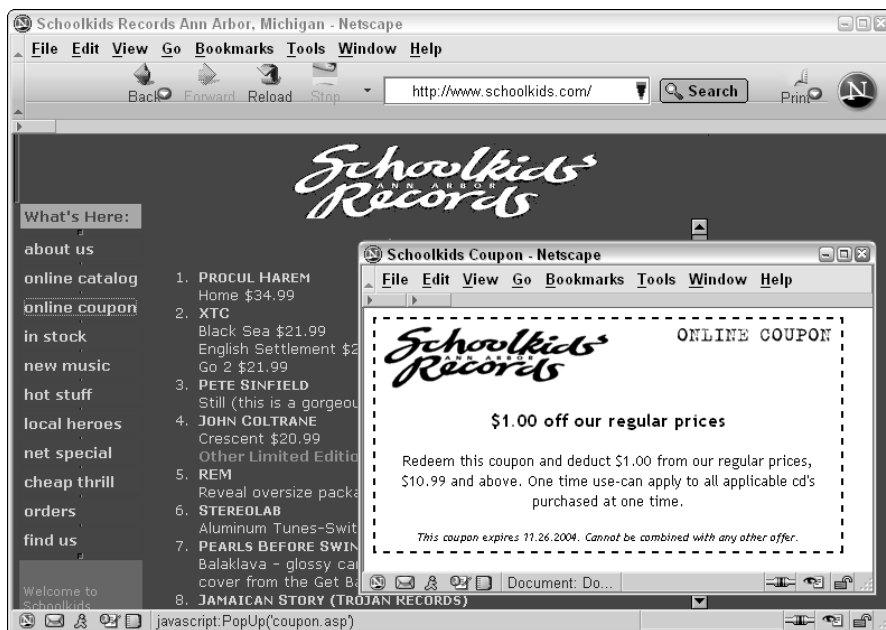 Schoolkids Records Ann Arbor, Michigan - Netscape
File Edit View Go Bookmarks Tools Window Help
Back Forward Reload Stop http://www.schoolkids.com/ Search Print N
Schoolkids'
ANN ARBOR
Records
What's Here:
about us
online catalog
online coupon
in stock
new music
hot stuff
local heroes
net special
cheap thrill
orders
find us
Welcome to
Schoolkids
1. PROCUL HAREM
Home $34.99
2. XTC
Black Sea $21.99
English Settlement $2
Go 2 $21.99
3. PETE SINFIELD
Still (this is a gorgeou
4. JOHN COLTRANE
Crescent $20.99
Other Limited Editio
5. REM
Reveal oversize packa
6. STEREOLAB
Aluminum Tunes-Swit
7. PEARLS BEFORE SWIN
Balaklava - glossy ca
cover from the Get Ba
8. JAMAICAN STORY (TROJAN RECORDS)
Schoolkids Coupon - Netscape
File Edit View Go Bookmarks Tools Window Help
Schoolkids'
ANN ARBOR
Records
ONLINE COUPON
$1.00 off our regular prices
Redeem this coupon and deduct $1.00 from our regular prices,
$10.99 and above. One time use-can apply to all applicable cd's
purchased at one time.
This coupon expires 11.26.2004. Cannot be combined with any other offer.
Document: Do...
javascript:PopUp('coupon.asp')